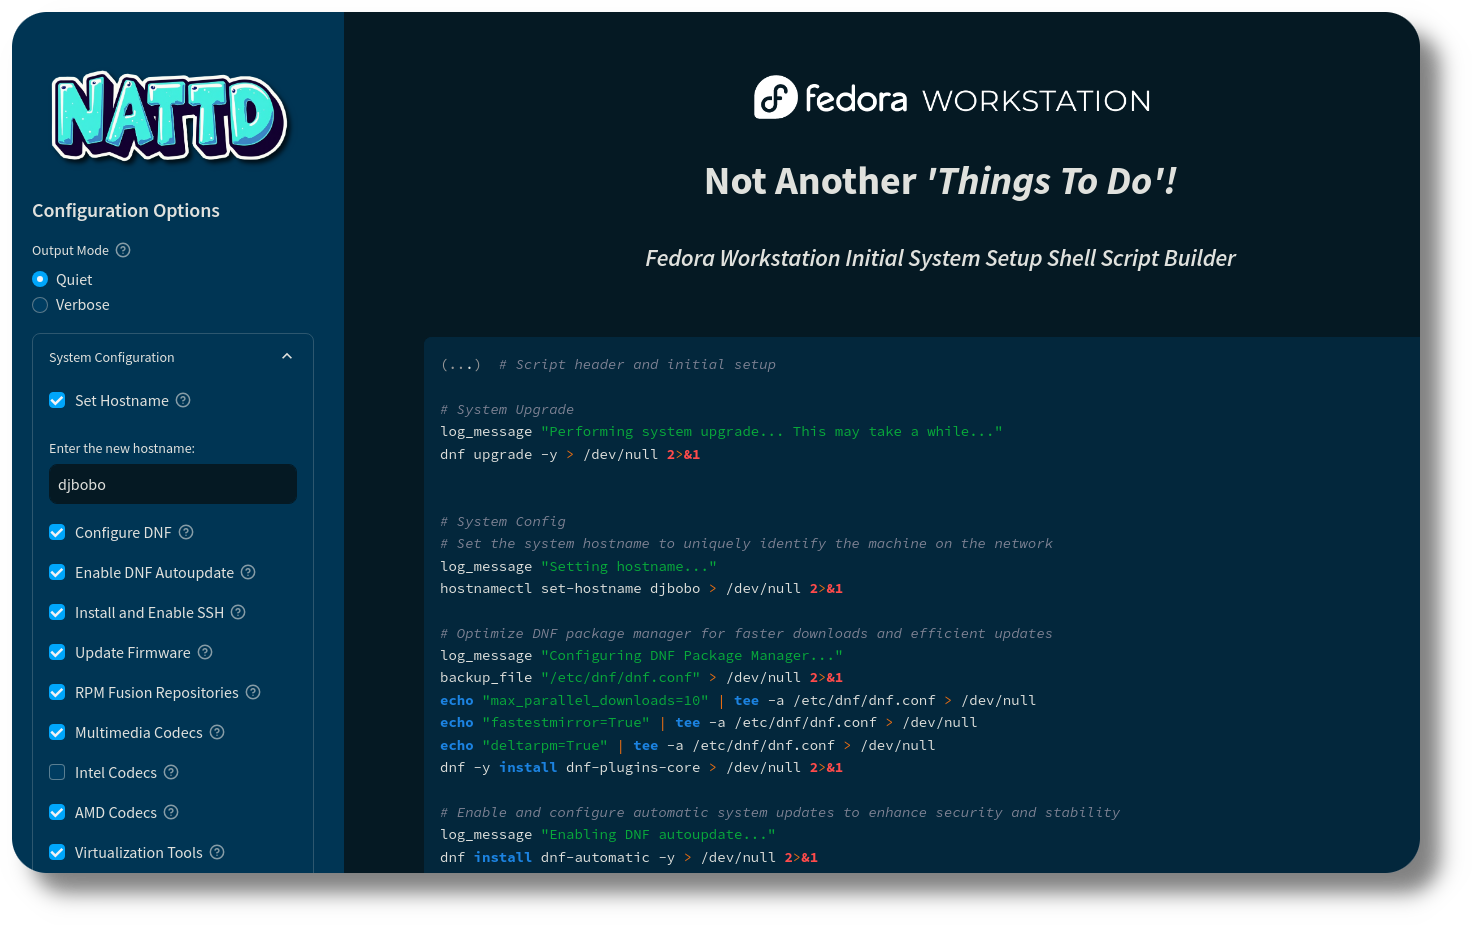 NATTD
Configuration Options
Output Mode
Quiet
Verbose
System Configuration
Set Hostname
Enter the new hostname:
djbobo
Configure DNF
Enable DNF Autoupdate
Install and Enable SSH
Update Firmware
RPM Fusion Repositories
Multimedia Codecs
Intel Codecs
AMD Codecs
Virtualization Tools
fedora WORKSTATION
Not Another 'Things To Do'!
Fedora Workstation Initial System Setup Shell Script Builder
(...)  # Script header and initial setup
# System Upgrade
log_message "Performing system upgrade... This may take a while..."
dnf upgrade -y > /dev/null 2>&1
# System Config
# Set the system hostname to uniquely identify the machine on the network
log_message "Setting hostname..."
hostnamectl set-hostname djbobo > /dev/null 2>&1
# Optimize DNF package manager for faster downloads and efficient updates
log_message "Configuring DNF Package Manager..."
backup_file "/etc/dnf/dnf.conf" > /dev/null 2>&1
echo "max_parallel_downloads=10" | tee -a /etc/dnf/dnf.conf > /dev/null
echo "fastestmirror=True" | tee -a /etc/dnf/dnf.conf > /dev/null
echo "deltarpm=True" | tee -a /etc/dnf/dnf.conf > /dev/null
dnf -y install dnf-plugins-core > /dev/null 2>&1
# Enable and configure automatic system updates to enhance security and stability
log_message "Enabling DNF autoupdate..."
dnf install dnf-automatic -y > /dev/null 2>&1